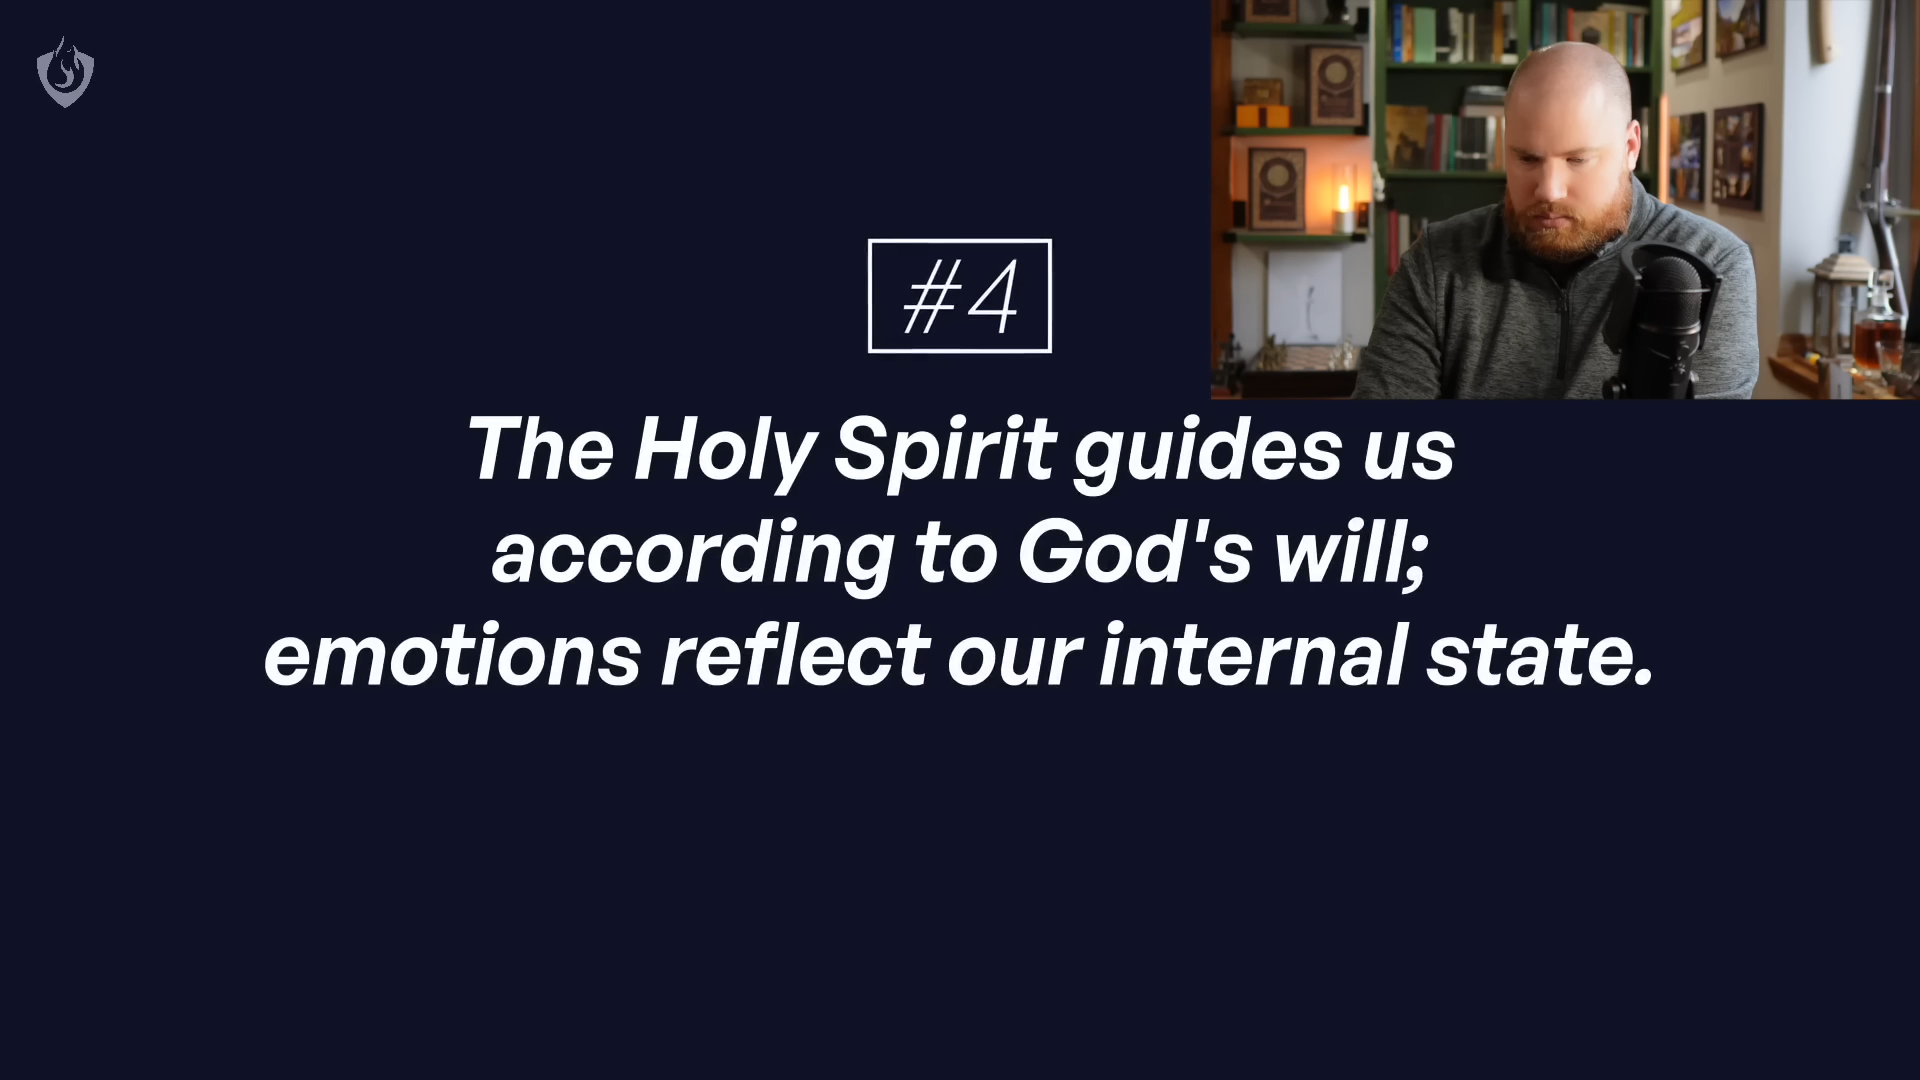 #4
The Holy Spirit guides us
according to God's will;
emotions reflect our internal state.